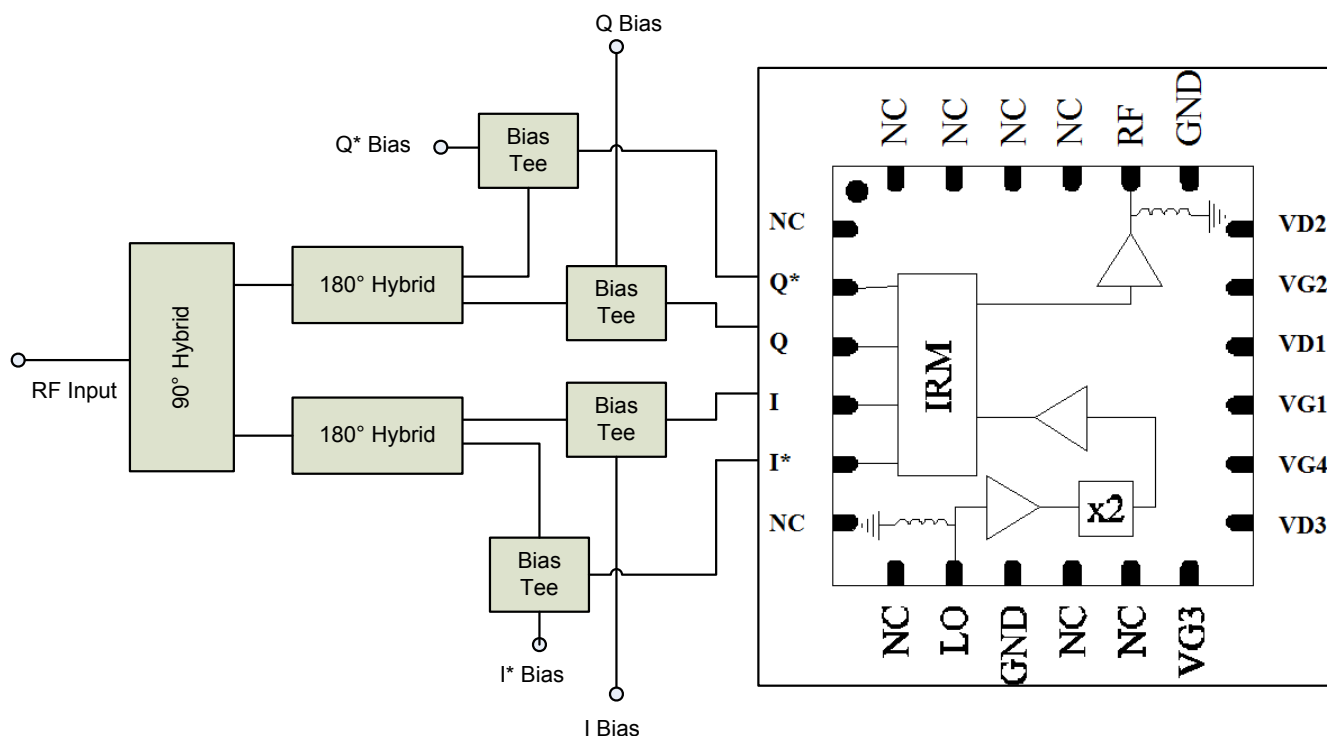 Q Bias
Q* Bias
Bias
Tee
NC
NC
NC
NC
RF
GND
NC
Q*
Q
I
I*
NC
VD2
VG2
VD1
VG1
VG4
VD3
RF Input
90° Hybrid
180° Hybrid
Bias
Tee
180° Hybrid
Bias
Tee
Bias
Tee
IRM
x2
NC
LO
GND
NC
NC
VG3
I* Bias
I Bias